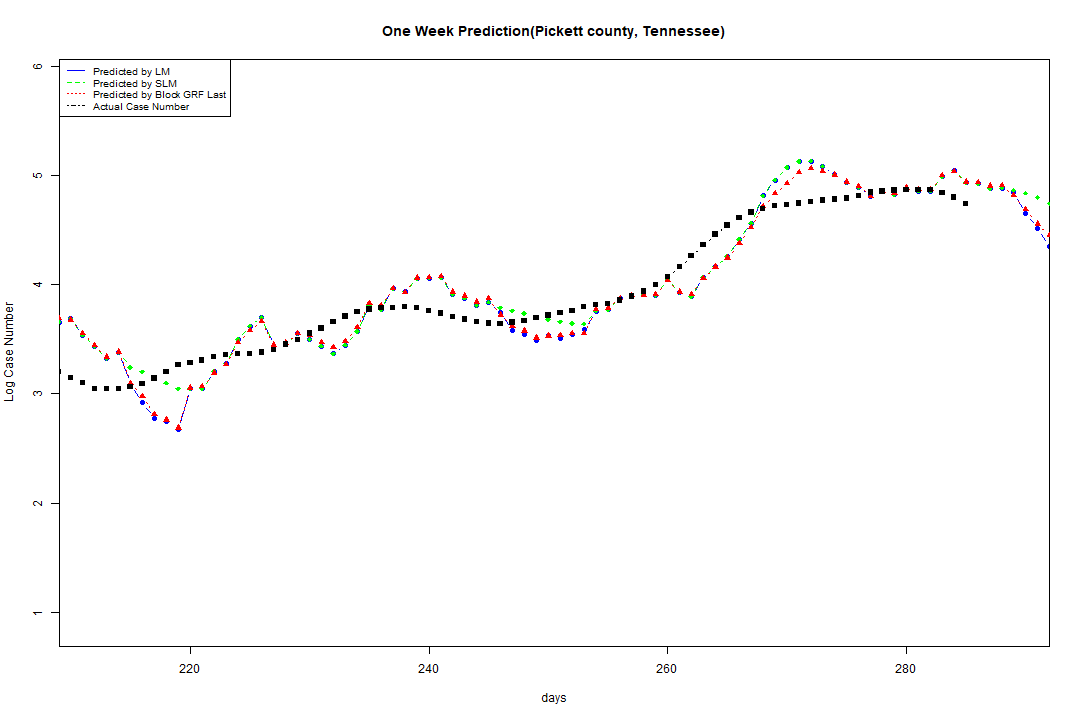 One Week Prediction(Pickett county, Tennessee)
Predicted by LM
Predicted by SLM
Predicted by Block GRF Last
Actual Case Number
6
5
4
3
2
1
Log Case Number
220 240 260 280
days